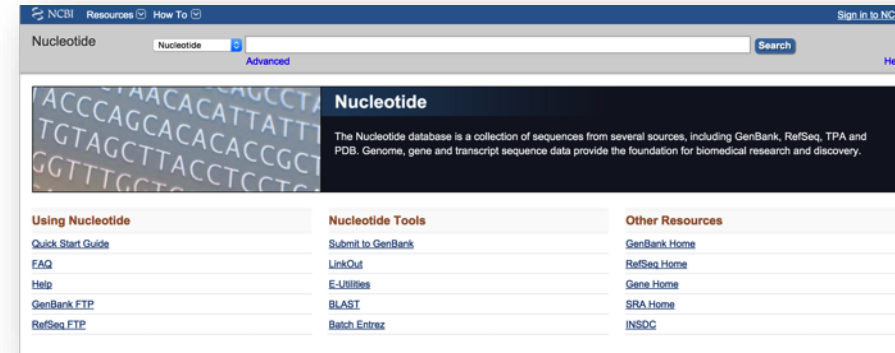 NCBI Resources How To Sign in to NC
Nucleotide Nucleotide Search
Advanced He
ACCCAGCACACATTATTT
TGTAGCTTACCTCCTC
Nucleotide
The Nucleotide database is a collection of sequences from several sources, including GenBank, RefSeq, TPA and
PDB. Genome, gene and transcript sequence data provide the foundation for biomedical research and discovery.
Using Nucleotide
Quick Start Guide
FAQ
Help
GenBank FTP
RefSeq FTP
Nucleotide Tools
Submit to GenBank
LinkOut
E-Utilities
BLAST
Batch Entrez
Other Resources
GenBank Home
RefSeq Home
Gene Home
SRA Home
INSDC